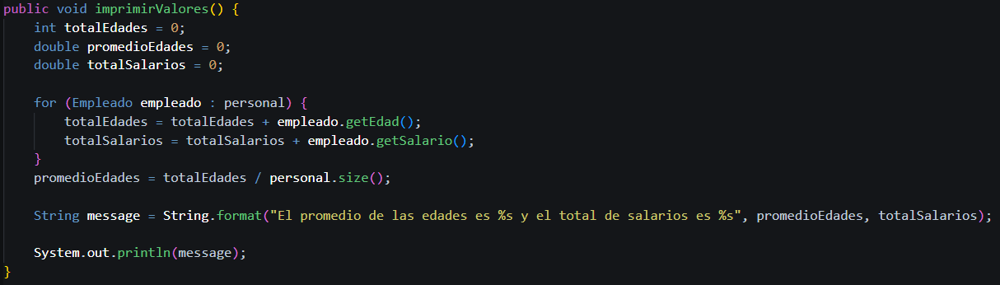 public void imprimirValores() {
    int totalEdades = 0;
    double promedioEdades = 0;
    double totalSalarios = 0;

    for (Empleado empleado : personal) {
        totalEdades = totalEdades + empleado.getEdad();
        totalSalarios = totalSalarios + empleado.getSalario();
    }
    promedioEdades = totalEdades / personal.size();

    String message = String.format("El promedio de las edades es %s y el total de salarios es %s", promedioEdades, totalSalarios);

    System.out.println(message);
}